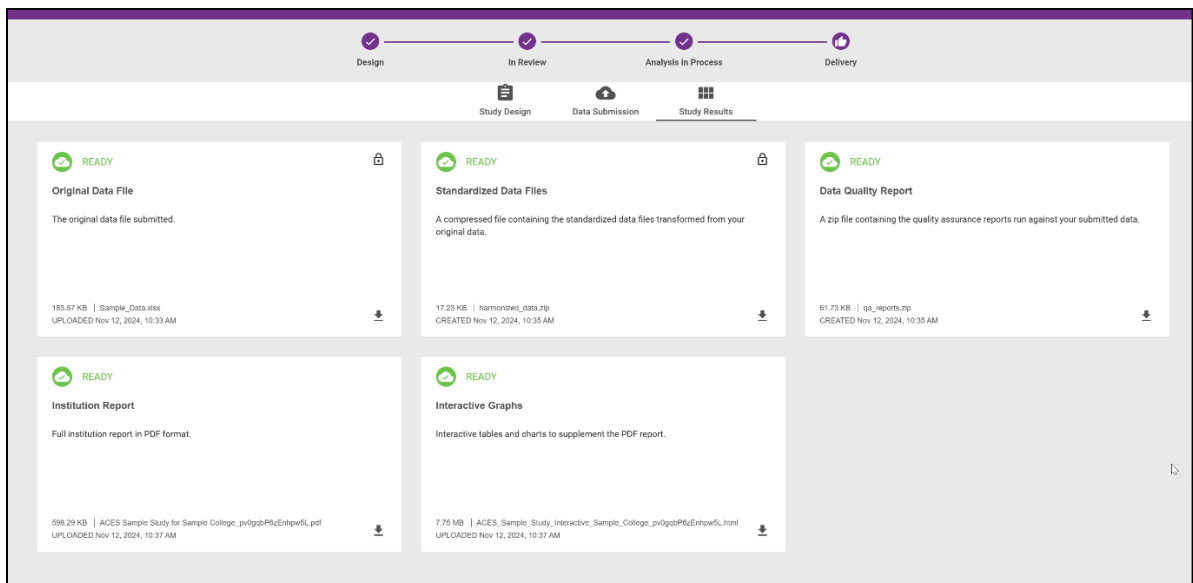 Design
In Review
Analysis In Process
Delivery
Study Design
Data Submission
Study Results
READY
Original Data File
The original data file submitted.
183.57 KB | Sample_Data.xlsx
UPLOADED Nov 12, 2024, 10:33 AM
READY
Standardized Data Files
A compressed file containing the standardized data files transformed from your
original data.
17.23 KB | harmonized_data.zip
CREATED Nov 12, 2024, 10:35 AM
READY
Data Quality Report
A zip file containing the quality assurance reports run against your submitted data.
61.73 KB | qa_reports.zip
CREATED Nov 12, 2024, 10:35 AM
READY
Institution Report
Full institution report in PDF format.
598.29 KB | ACES Sample Study for Sample College_pv0gqbP6zEnhpw5L.pdf
UPLOADED Nov 12, 2024, 10:37 AM
READY
Interactive Graphs
Interactive tables and charts to supplement the PDF report.
7.75 MB | ACES_Sample_Study_Interactive_Sample_College_pv0gqbP6zEnhpw5L.html
UPLOADED Nov 12, 2024, 10:37 AM